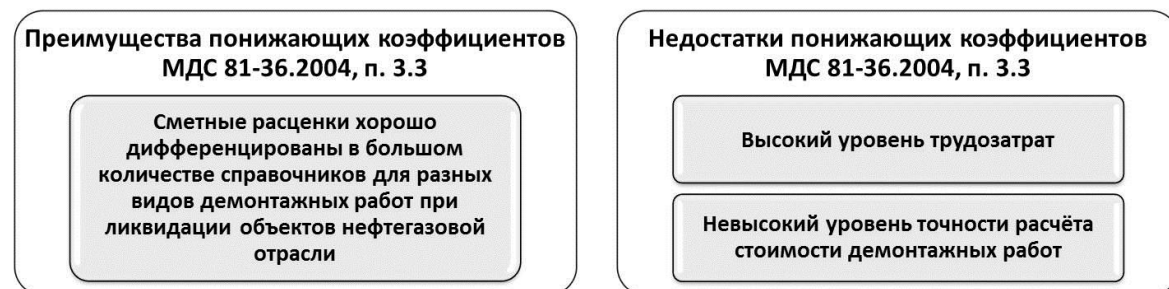 Преимущества понижающих коэффициентов
МДС 81-36.2004, п. 3.3
Сметные расценки хорошо
дифференцированы в большом
количестве справочников для разных
видов демонтажных работ при
ликвидации объектов нефтегазовой
отрасли
Недостатки понижающих коэффициентов
МДС 81-36.2004, п. 3.3
Высокий уровень трудозатрат
Невысокий уровень точности расчёта
стоимости демонтажных работ